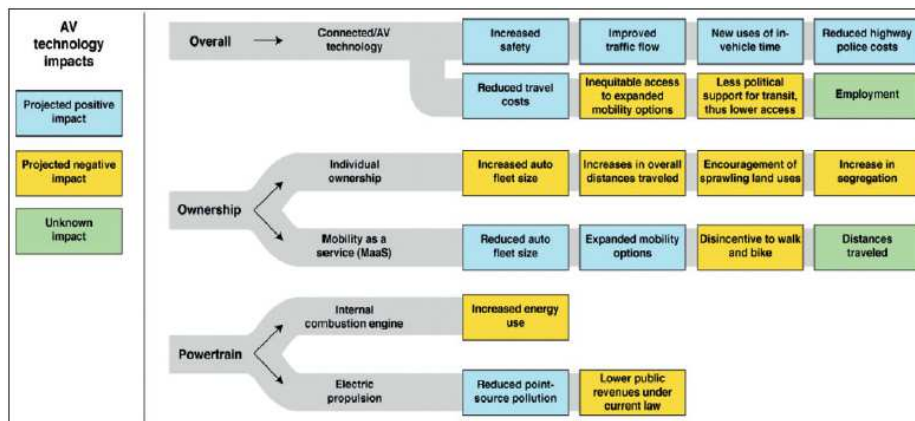 AV
technology
impacts
Projected positive
impact
Projected negative
impact
Unknown
impact
Overall
Connected/AV
technology
Increased
safety
Improved
traffic flow
New uses of in-
vehicle time
Reduced highway
police costs
Reduced travel
costs
Inequitable access
to expanded
mobility options
Less political
support for transit,
thus lower access
Employment
Ownership
Individual
ownership
Increased auto
fleet size
Increases in overall
distances traveled
Encouragement of
sprawling land uses
Increase in
segregation
Mobility as a
service (MaaS)
Reduced auto
fleet size
Expanded mobility
options
Disincentive to walk
and bike
Distances
traveled
Powertrain
Internal
combustion engine
Increased energy
use
Electric
propulsion
Reduced point-
source pollution
Lower public
revenues under
current law